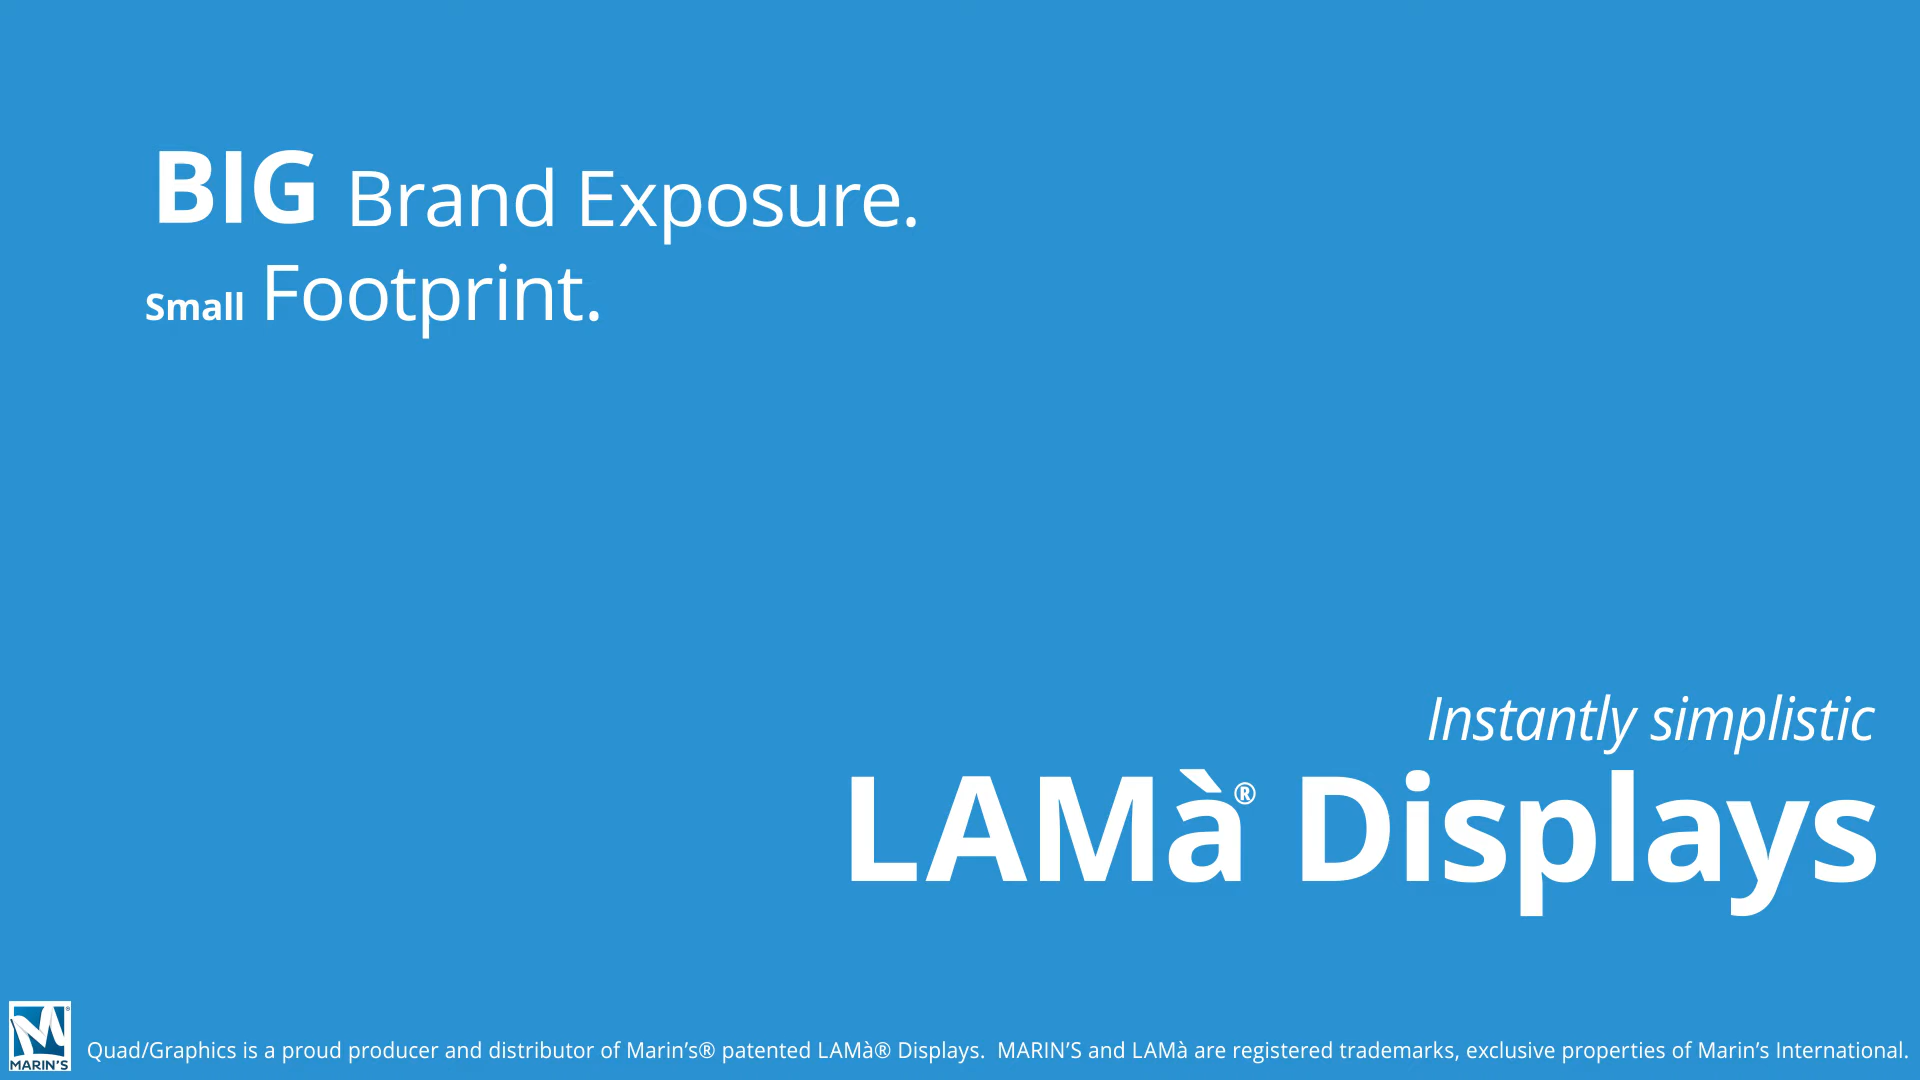 BIG Brand Exposure.
Small Footprint.
Instantly simplistic
LAMà® Displays
MARIN'S
Quad/Graphics is a proud producer and distributor of Marin’s® patented LAMà® Displays.  MARIN’S and LAMà are registered trademarks, exclusive properties of Marin’s International.